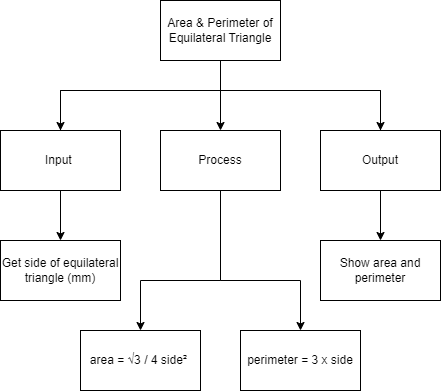 Area & Perimeter of
Equilateral Triangle
Input
Process
Output
Get side of equilateral
triangle (mm)
Show area and
perimeter
area = √3 / 4 side²
perimeter = 3 x side